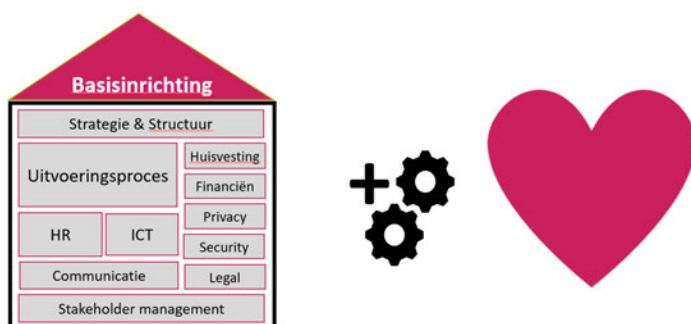 Basisinrichting
Strategie & Structuur
Uitvoeringsproces
Huisvesting
Financiën
Privacy
HR
ICT
Security
Communicatie
Legal
Stakeholder management